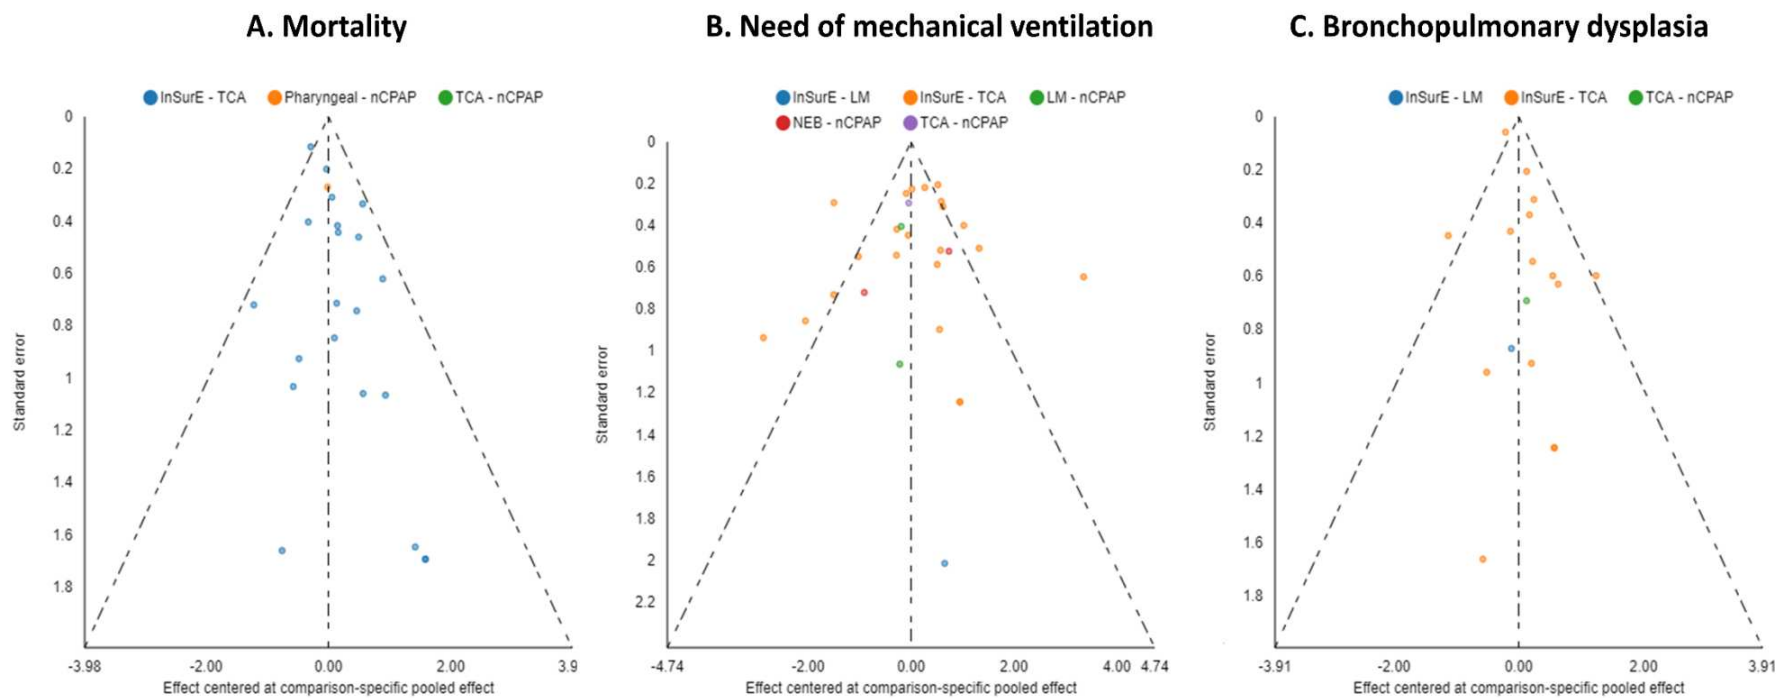 A. Mortality
InSurE - TCA Pharyngeal - nCPAP TCA - nCPAP
0
0.2
0.4
0.6
0.8
1
1.2
1.4
1.6
1.8
Standard error
-3.98 -2.00 0.00 2.00 3.9
Effect centered at comparison-specific pooled effect
B. Need of mechanical ventilation
InSurE - LM InSurE - TCA LM - nCPAP
NEB - nCPAP TCA - nCPAP
0
0.2
0.4
0.6
0.8
1
1.2
1.4
1.6
1.8
2
2.2
Standard error
-4.74 -2.00 0.00 2.00 4.00 4.74
Effect centered at comparison-specific pooled effect
C. Bronchopulmonary dysplasia
InSurE - LM InSurE - TCA TCA - nCPAP
0
0.2
0.4
0.6
0.8
1
1.2
1.4
1.6
1.8
Standard error
-3.91 -2.00 0.00 2.00 3.91
Effect centered at comparison-specific pooled effect